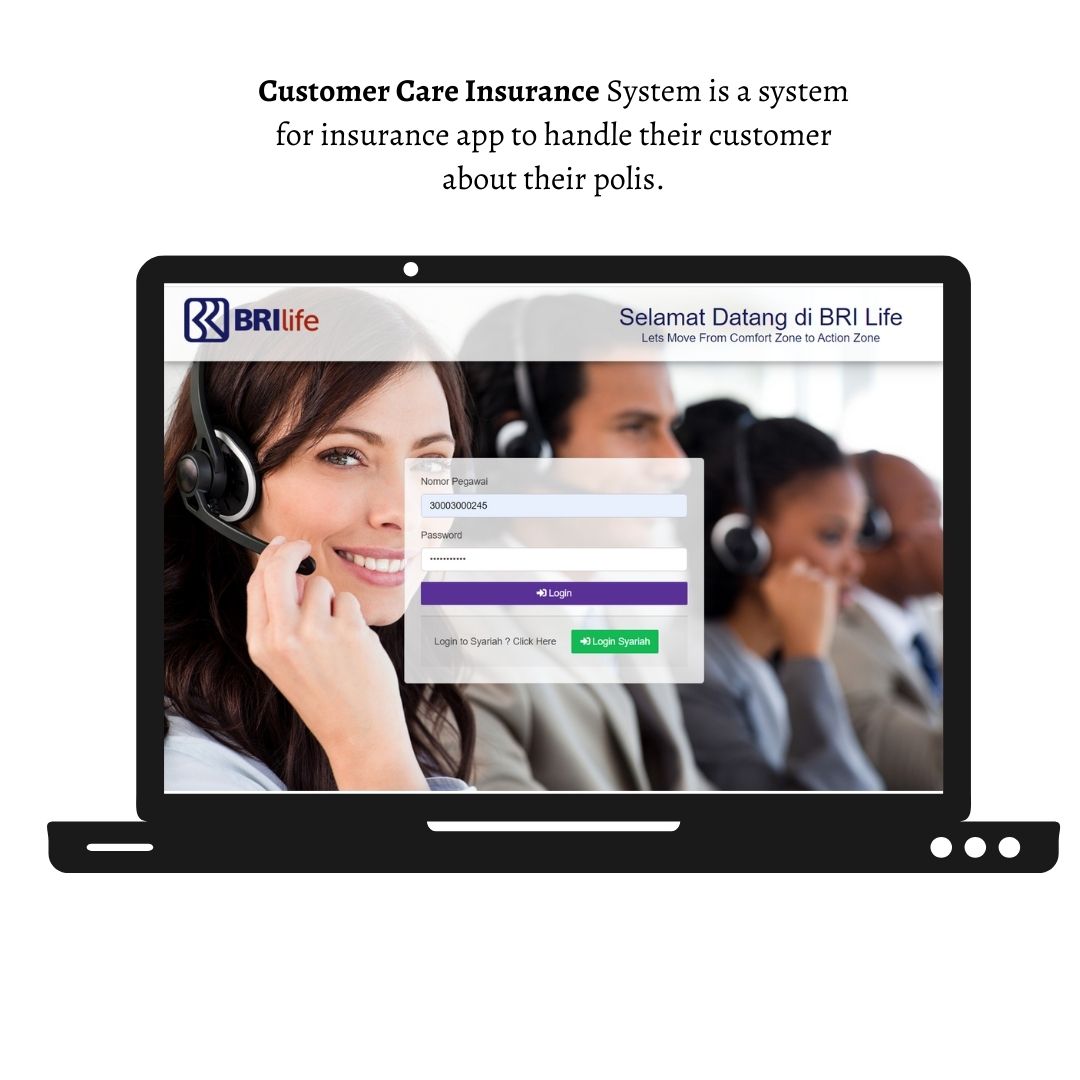 Customer Care Insurance System is a system
for insurance app to handle their customer
about their polis.
BRIlife
Selamat Datang di BRI Life
Lets Move From Comfort Zone to Action Zone
Nomor Pegawai
30003000245
Password
•••••••••••
Login
Login to Syariah ? Click Here
Login Syariah